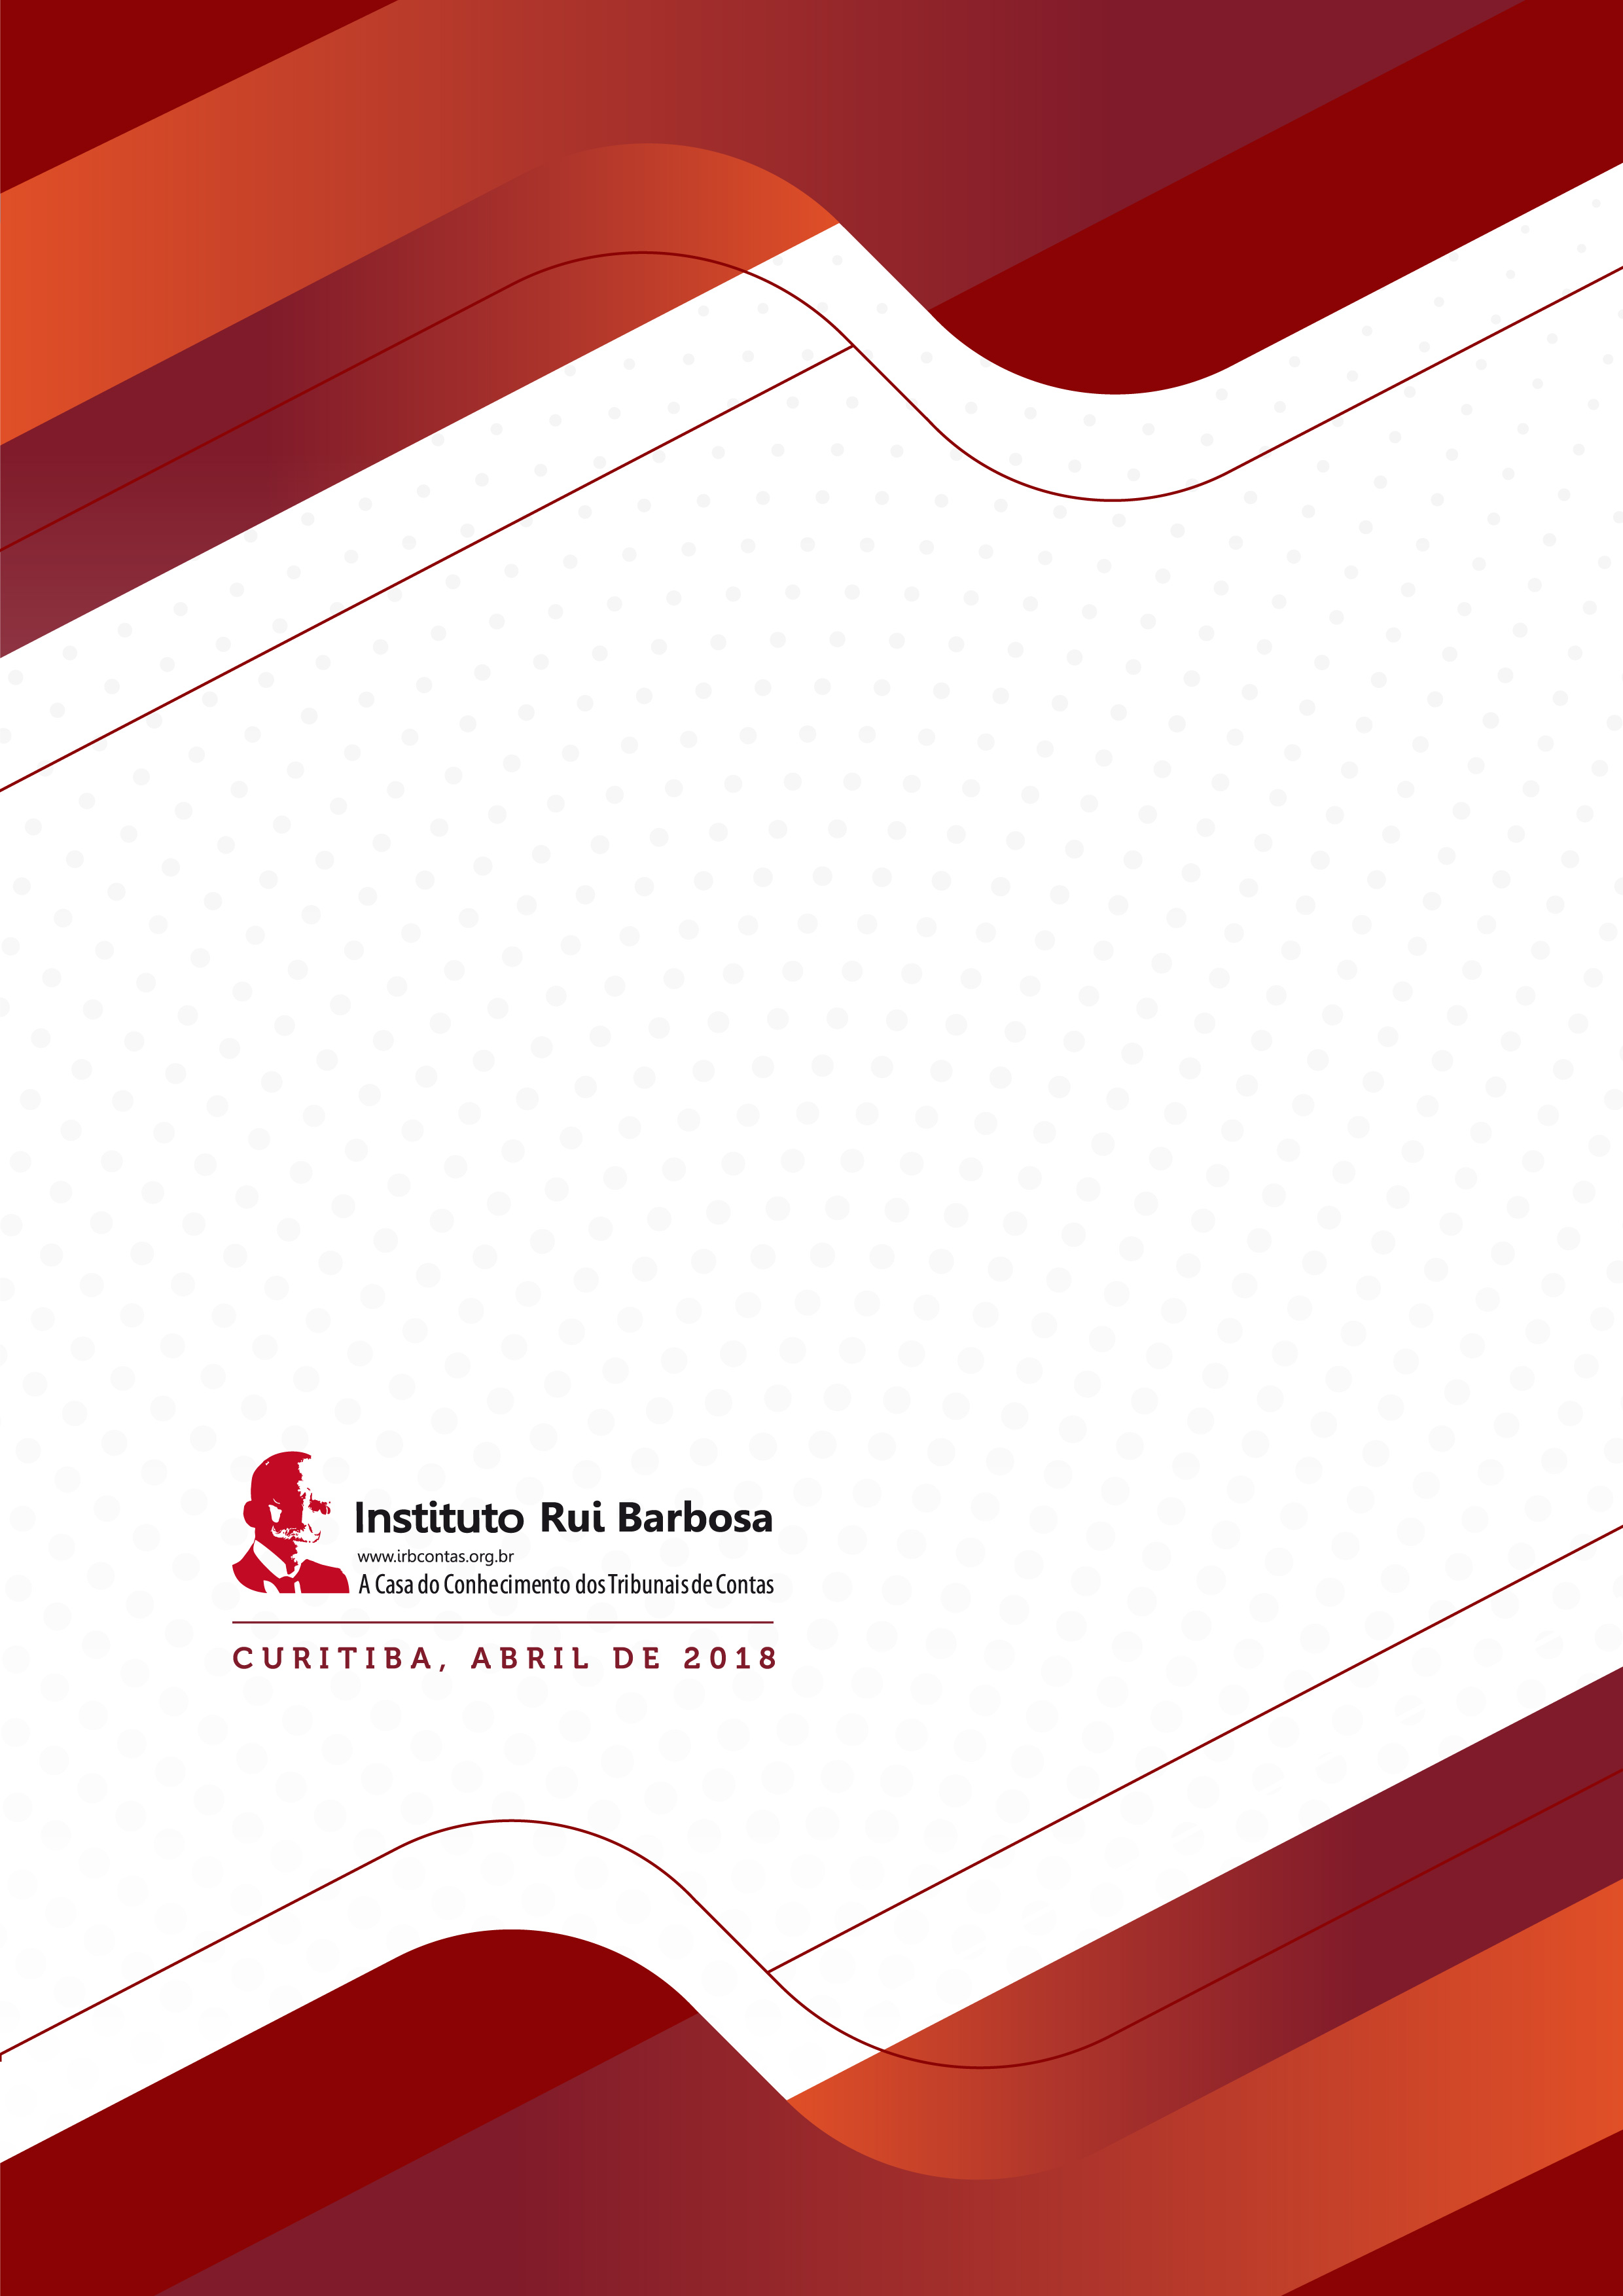 Instituto Rui Barbosa
www.irbcontas.org.br
A Casa do Conhecimento dos Tribunais de Contas
CURITIBA, ABRIL DE 2018